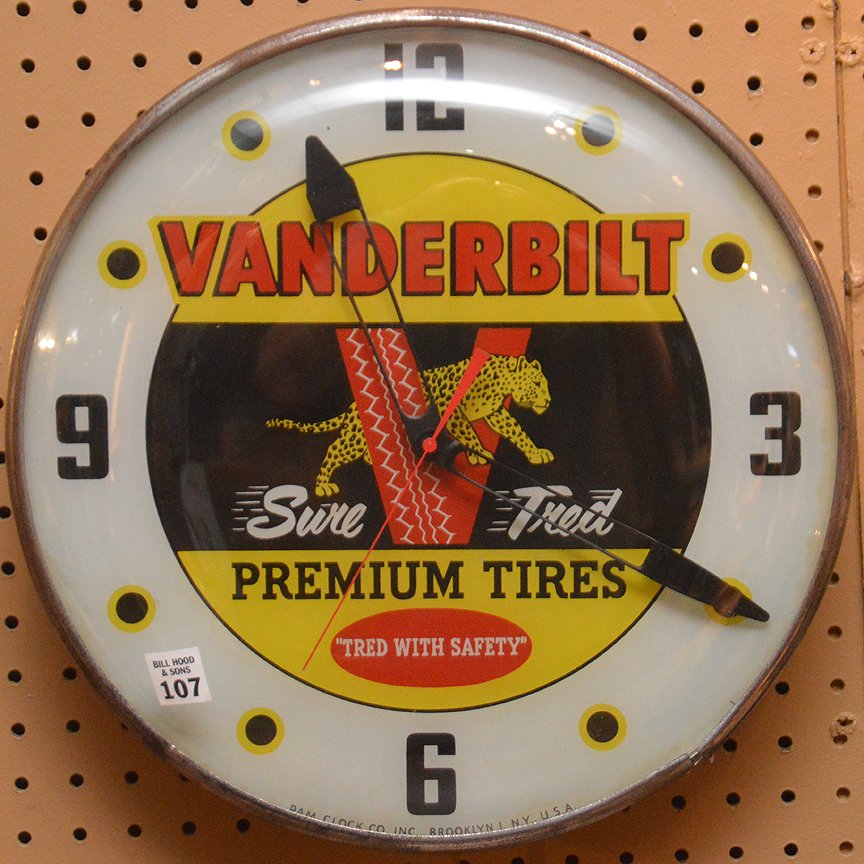 12
VANDERBILT
9
3
Sure Tred
PREMIUM TIRES
"TRED WITH SAFETY"
BILL HOOD
& SONS
107
6
PAM CLOCK CO. INC. BROOKLYN 1 N.Y. U.S.A.